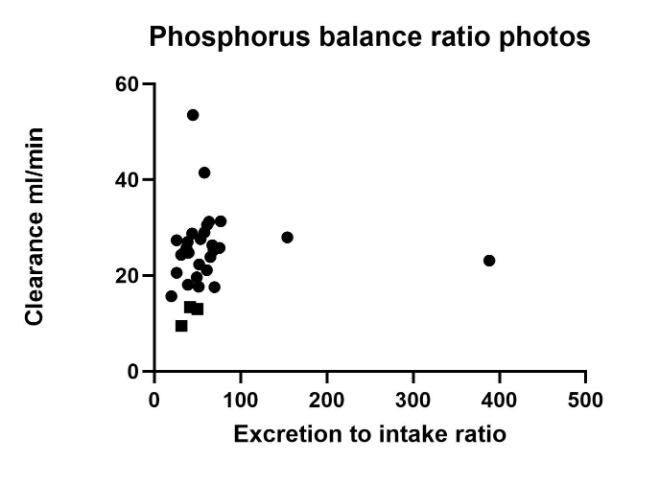 Phosphorus balance ratio photos
Clearance ml/min
60
40
20
0
0 100 200 300 400 500
Excretion to intake ratio